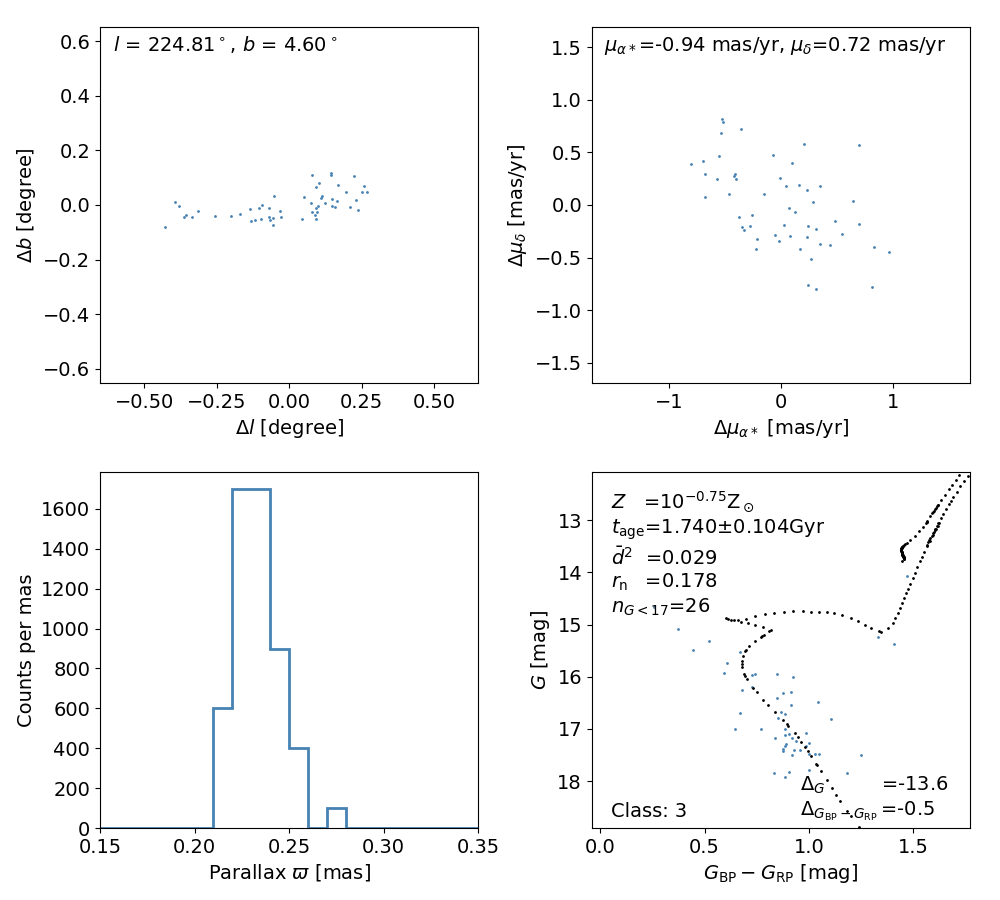 l = 224.81°, b = 4.60°
0.6
0.4
0.2
0.0
−0.2
−0.4
−0.6
Δb [degree]
−0.50 −0.25 0.00 0.25 0.50
Δl [degree]
μα∗=-0.94 mas/yr, μδ=0.72 mas/yr
1.5
1.0
0.5
0.0
−0.5
−1.0
−1.5
Δμδ [mas/yr]
−1 0 1
Δμα∗ [mas/yr]
1600
1400
1200
1000
800
600
400
200
0
Counts per mas
0.15 0.20 0.25 0.30 0.35
Parallax ϖ [mas]
Z =10^−0.75 Z⊙
t_age=1.740±0.104Gyr
d̄² =0.029
r_n =0.178
n_G<17=26
13
14
15
16
17
18
G [mag]
Δ_G =-13.6
Δ_GBP−GRP =-0.5
Class: 3
0.0 0.5 1.0 1.5
G_BP − G_RP [mag]